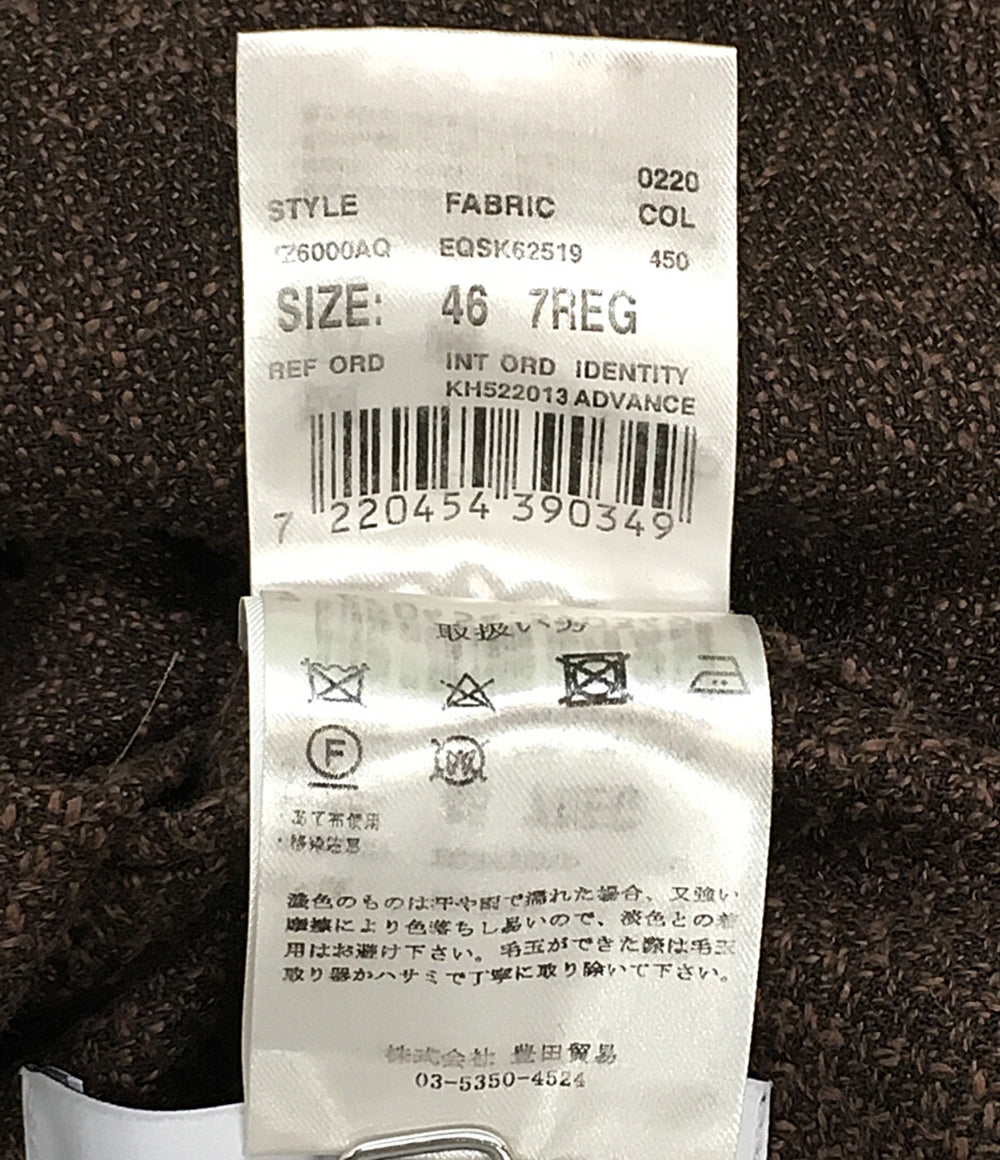 0220
STYLE FABRIC COL
Z6000AQ EQSK62519 450
SIZE: 46 7REG
REF ORD INT ORD IDENTITY
KH522013 ADVANCE
7 220454 390349
取扱い方
F
W
・あて布使用
・移染注意
濃色のものは汗や雨で濡れた場合、又強い
摩擦により色落ちし易いので、淡色との着
用はお避け下さい。毛玉ができた際は毛玉
取り器かハサミで丁寧に取り除いて下さい。
株式会社 豊田貿易
03-5350-4524